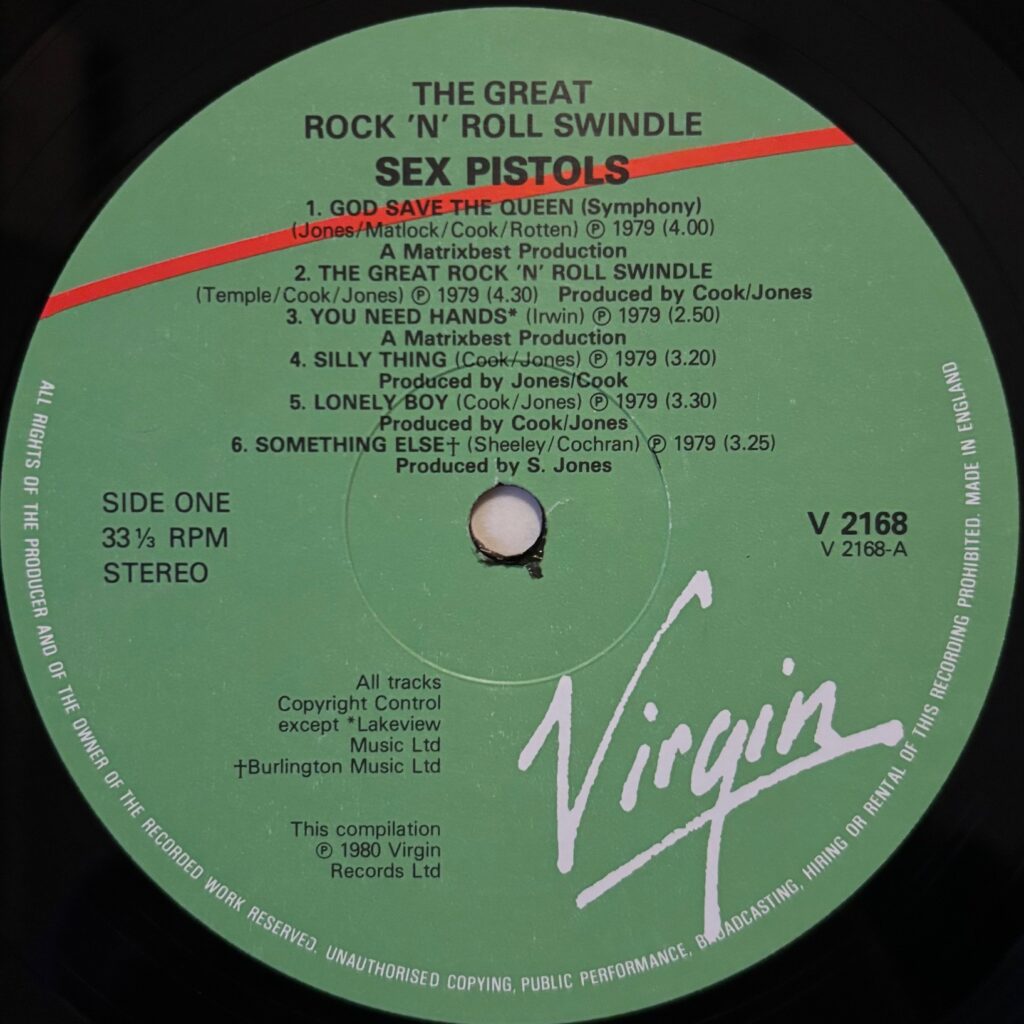 THE GREAT
ROCK 'N' ROLL SWINDLE
SEX PISTOLS
1. GOD SAVE THE QUEEN (Symphony)
(Jones/Matlock/Cook/Rotten) ℗ 1979 (4.00)
A Matrixbest Production
2. THE GREAT ROCK 'N' ROLL SWINDLE
(Temple/Cook/Jones) ℗ 1979 (4.30) Produced by Cook/Jones
3. YOU NEED HANDS* (Irwin) ℗ 1979 (2.50)
A Matrixbest Production
4. SILLY THING (Cook/Jones) ℗ 1979 (3.20)
Produced by Jones/Cook
5. LONELY BOY (Cook/Jones) ℗ 1979 (3.30)
Produced by Cook/Jones
6. SOMETHING ELSE† (Sheeley/Cochran) ℗ 1979 (3.25)
Produced by S. Jones
SIDE ONE
33⅓ RPM
STEREO
V 2168
V 2168-A
All tracks
Copyright Control
except *Lakeview
Music Ltd
†Burlington Music Ltd
This compilation
℗ 1980 Virgin
Records Ltd
Virgin
ALL RIGHTS OF THE PRODUCER AND OF THE OWNER OF THE RECORDED WORK RESERVED. UNAUTHORISED COPYING, PUBLIC PERFORMANCE, BROADCASTING, HIRING OR RENTAL OF THIS RECORDING PROHIBITED. MADE IN ENGLAND